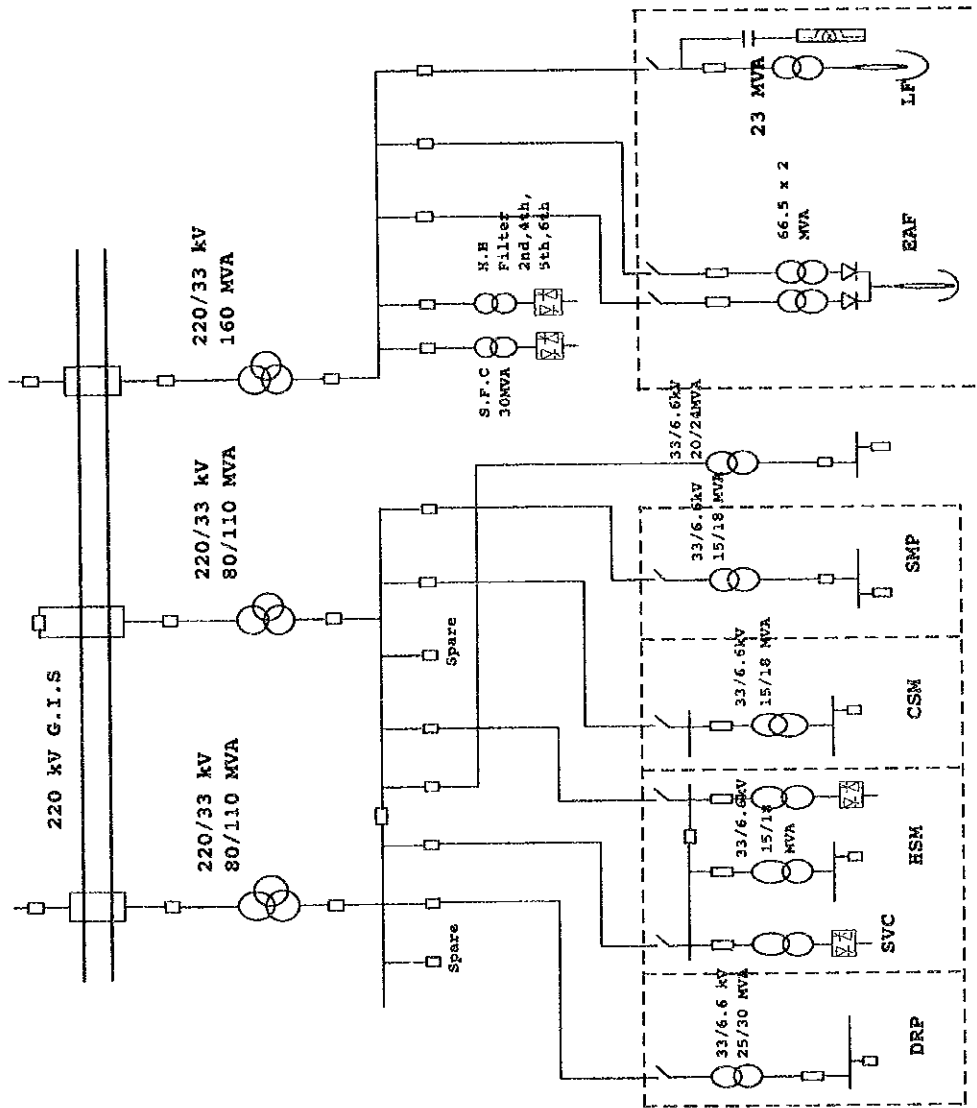 220 kV G.I.S
220/33 kV
80/110 MVA
220/33 kV
80/110 MVA
220/33 kV
160 MVA
Spare
Spare
S.F.C
30MVA
H.H
Filter
2nd,4th,
5th,6th
33/6.6 kV
25/30 MVA
DRP
SVC
33/6.6kV
15/18
MVA
HSM
33/6.6kV
15/18 MVA
CSM
33/6.6kV
15/18 MVA
SMP
33/6.6kV
20/24MVA
66.5 x 2
MVA
EAF
23 MVA
LF